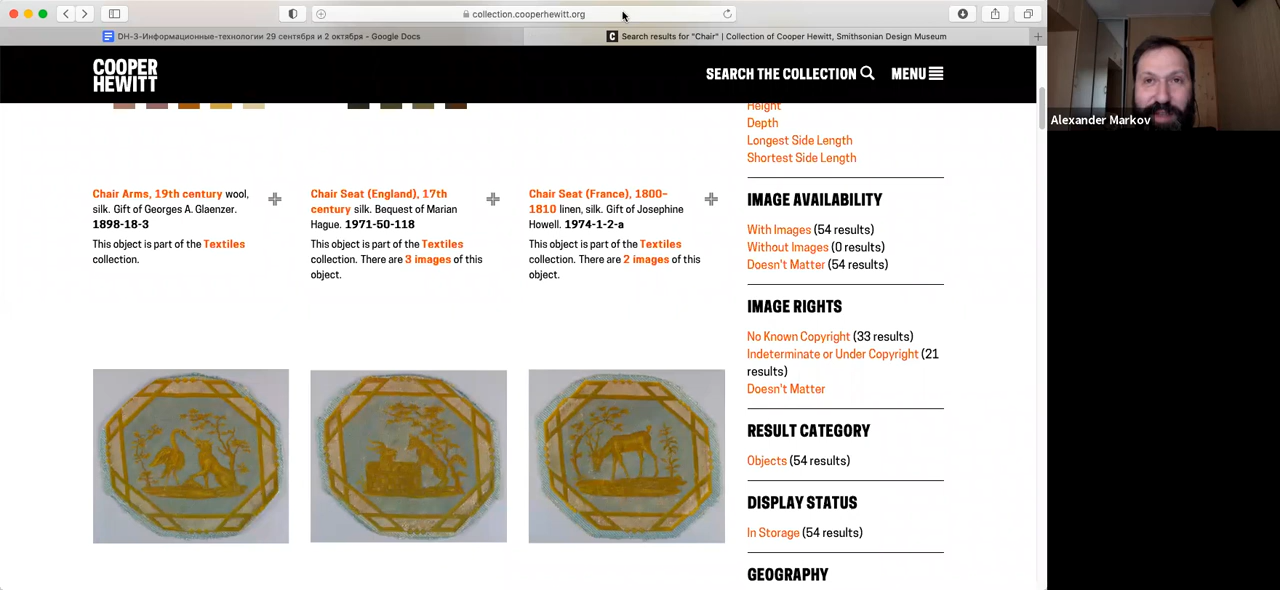 collection.cooperhewitt.org
DH-3-Информационные-технологии 29 сентября и 2 октября - Google Docs
C Search results for "Chair" | Collection of Cooper Hewitt, Smithsonian Design Museum
COOPER
HEWITT
SEARCH THE COLLECTION
MENU
Chair Arms, 19th century wool,
silk. Gift of Georges A. Glaenzer.
1898-18-3
This object is part of the Textiles
collection.
Chair Seat (England), 17th
century silk. Bequest of Marian
Hague. 1971-50-118
This object is part of the Textiles
collection. There are 3 images of this
object.
Chair Seat (France), 1800–
1810 linen, silk. Gift of Josephine
Howell. 1974-1-2-a
This object is part of the Textiles
collection. There are 2 images of this
object.
Height
Depth
Longest Side Length
Shortest Side Length
IMAGE AVAILABILITY
With Images (54 results)
Without Images (0 results)
Doesn't Matter (54 results)
IMAGE RIGHTS
No Known Copyright (33 results)
Indeterminate or Under Copyright (21
results)
Doesn't Matter
RESULT CATEGORY
Objects (54 results)
DISPLAY STATUS
In Storage (54 results)
GEOGRAPHY
Alexander Markov